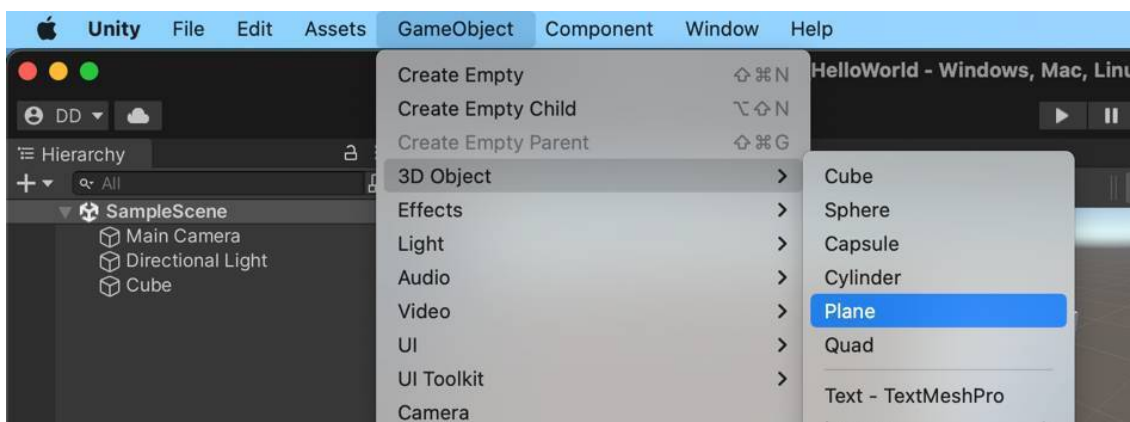 Unity File Edit Assets GameObject Component Window Help
HelloWorld - Windows, Mac, Linu
DD
Hierarchy
All
SampleScene
Main Camera
Directional Light
Cube
Create Empty ⇧⌘N
Create Empty Child ⌥⇧N
Create Empty Parent ⇧⌘G
3D Object >
Effects >
Light >
Audio >
Video >
UI >
UI Toolkit >
Camera
Cube
Sphere
Capsule
Cylinder
Plane
Quad
Text - TextMeshPro